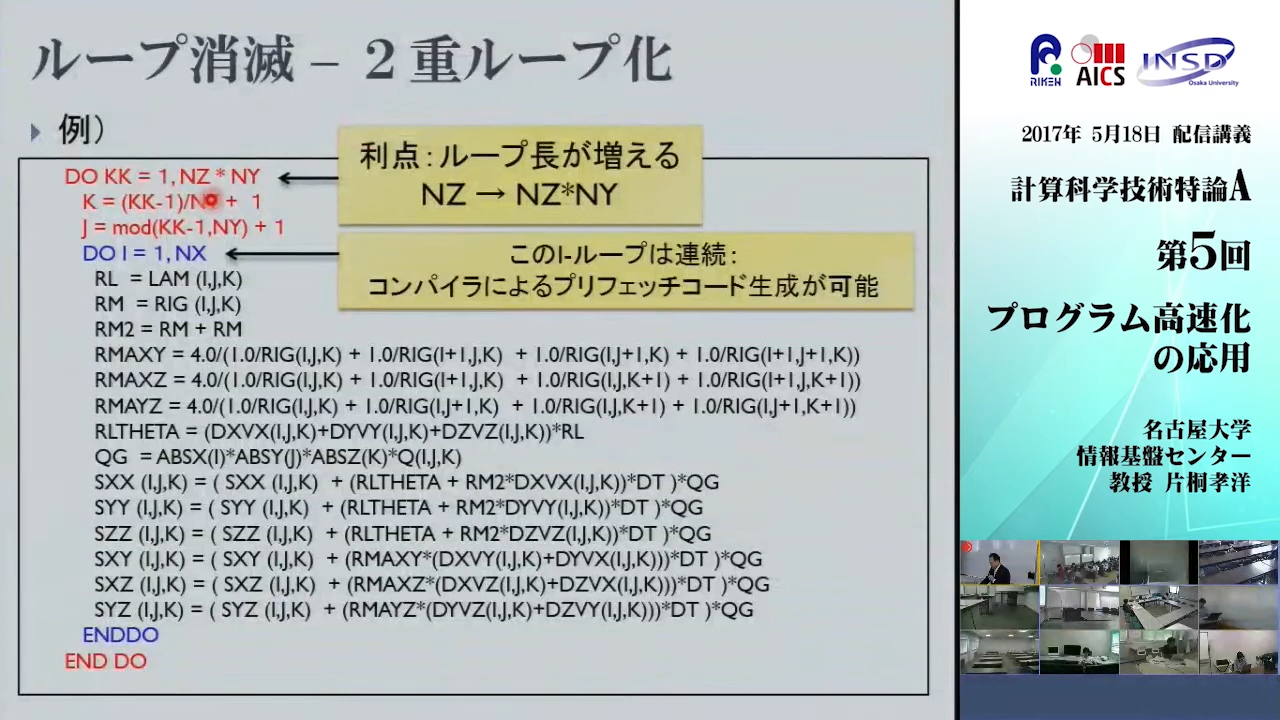 ループ消滅 – ２重ループ化
例）
利点：ループ長が増える
NZ → NZ*NY
このI-ループは連続：
コンパイラによるプリフェッチコード生成が可能
DO KK = 1, NZ * NY
K = (KK-1)/ + 1
J = mod(KK-1,NY) + 1
DO I = 1, NX
RL = LAM (I,J,K)
RM = RIG (I,J,K)
RM2 = RM + RM
RMAXY = 4.0/(1.0/RIG(I,J,K) + 1.0/RIG(I+1,J,K) + 1.0/RIG(I,J+1,K) + 1.0/RIG(I+1,J+1,K))
RMAXZ = 4.0/(1.0/RIG(I,J,K) + 1.0/RIG(I+1,J,K) + 1.0/RIG(I,J,K+1) + 1.0/RIG(I+1,J,K+1))
RMAYZ = 4.0/(1.0/RIG(I,J,K) + 1.0/RIG(I,J+1,K) + 1.0/RIG(I,J,K+1) + 1.0/RIG(I,J+1,K+1))
RLTHETA = (DXVX(I,J,K)+DYVY(I,J,K)+DZVZ(I,J,K))*RL
QG = ABSX(I)*ABSY(J)*ABSZ(K)*Q(I,J,K)
SXX (I,J,K) = ( SXX (I,J,K) + (RLTHETA + RM2*DXVX(I,J,K))*DT )*QG
SYY (I,J,K) = ( SYY (I,J,K) + (RLTHETA + RM2*DYVY(I,J,K))*DT )*QG
SZZ (I,J,K) = ( SZZ (I,J,K) + (RLTHETA + RM2*DZVZ(I,J,K))*DT )*QG
SXY (I,J,K) = ( SXY (I,J,K) + (RMAXY*(DXVY(I,J,K)+DYVX(I,J,K)))*DT )*QG
SXZ (I,J,K) = ( SXZ (I,J,K) + (RMAXZ*(DXVZ(I,J,K)+DZVX(I,J,K)))*DT )*QG
SYZ (I,J,K) = ( SYZ (I,J,K) + (RMAYZ*(DYVZ(I,J,K)+DZVY(I,J,K)))*DT )*QG
ENDDO
END DO
RIKEN
AICS
INSD
Osaka University
2017年 5月18日 配信講義
計算科学技術特論A
第5回
プログラム高速化
の応用
名古屋大学
情報基盤センター
教授 片桐孝洋